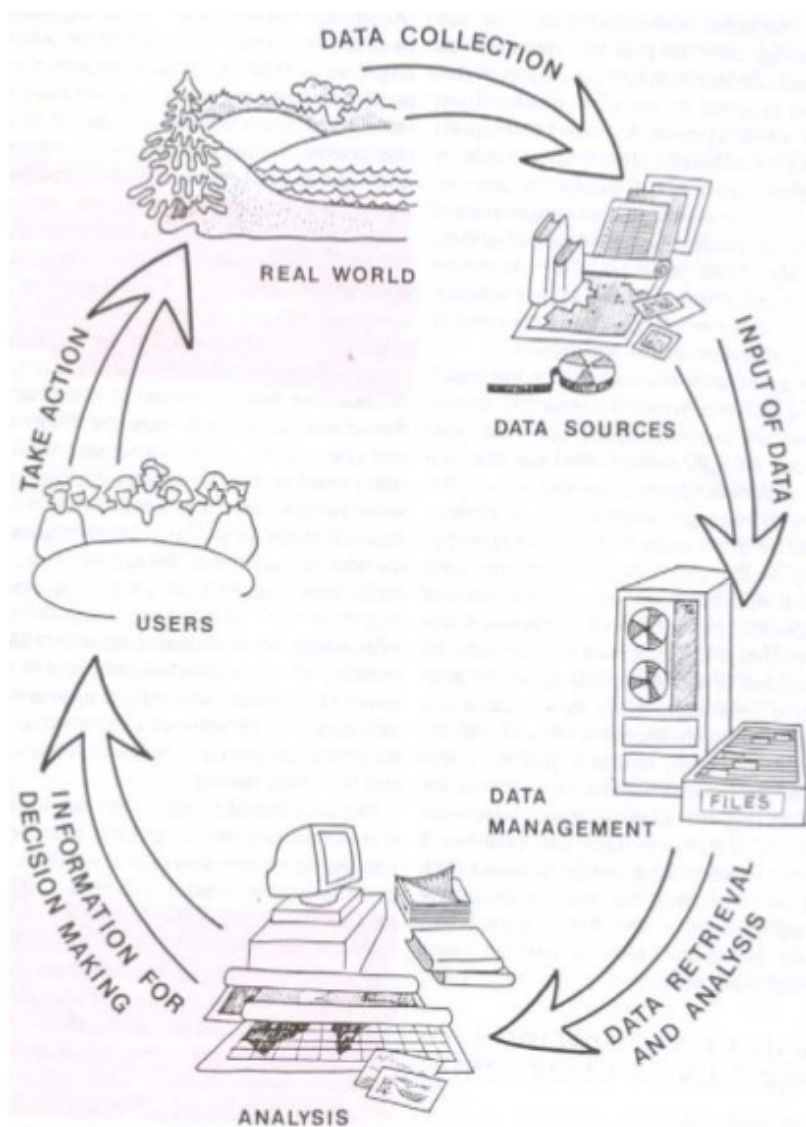 DATA COLLECTION
REAL WORLD
DATA SOURCES
INPUT OF DATA
TAKE ACTION
USERS
DATA
MANAGEMENT
FILES
INFORMATION FOR
DECISION MAKING
DATA RETRIEVAL
AND ANALYSIS
ANALYSIS